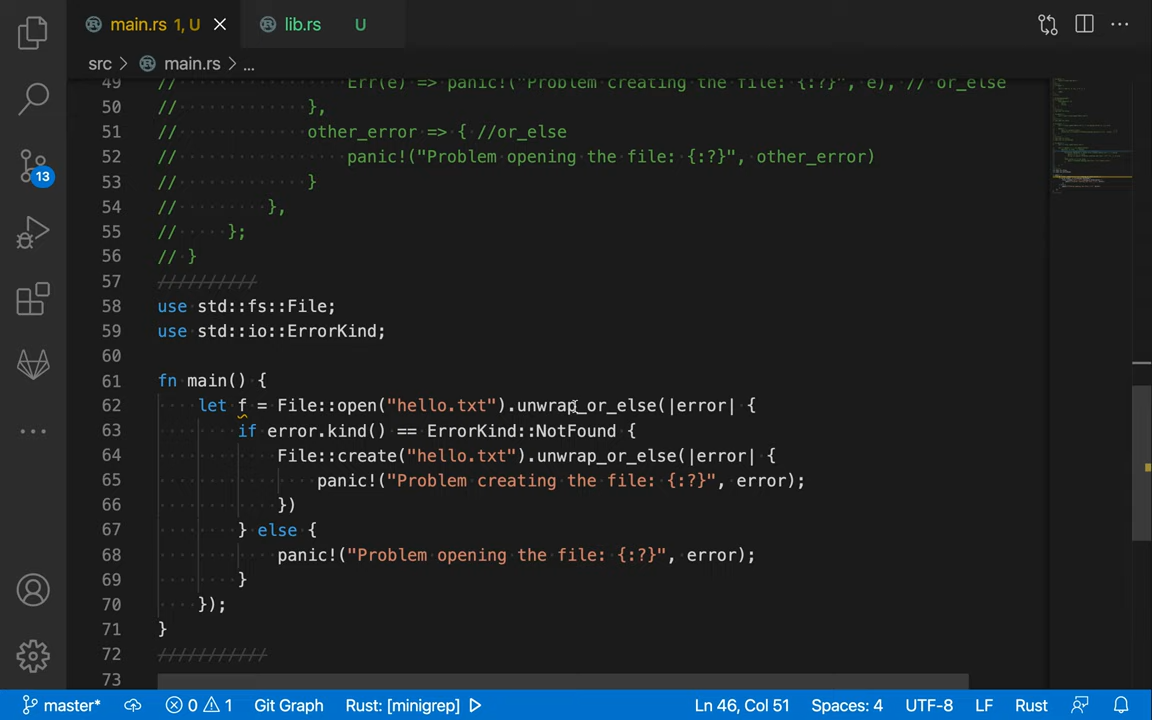 main.rs 1, U
lib.rs U
src > main.rs > ...
49 // Err(e) => panic!("Problem creating the file: {:?}", e), // or_else
50 // },
51 // other_error => { //or_else
52 // panic!("Problem opening the file: {:?}", other_error)
53 // }
54 // },
55 // };
56 // }
57 //////////
58 use std::fs::File;
59 use std::io::ErrorKind;
60
61 fn main() {
62 let f = File::open("hello.txt").unwrap_or_else(|error| {
63 if error.kind() == ErrorKind::NotFound {
64 File::create("hello.txt").unwrap_or_else(|error| {
65 panic!("Problem creating the file: {:?}", error);
66 })
67 } else {
68 panic!("Problem opening the file: {:?}", error);
69 }
70 });
71 }
72 ///////////
73
13
master* 0 1 Git Graph Rust: [minigrep] Ln 46, Col 51 Spaces: 4 UTF-8 LF Rust